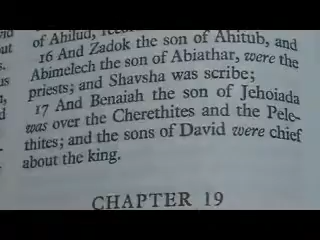 of Ahilud,
16 And Zadok the son of Ahitub, and
Abimelech the son of Abiathar, were the
priests; and Shavsha was scribe;
17 And Benaiah the son of Jehoiada
was over the Cherethites and the Pele-
thites; and the sons of David were chief
about the king.
CHAPTER 19